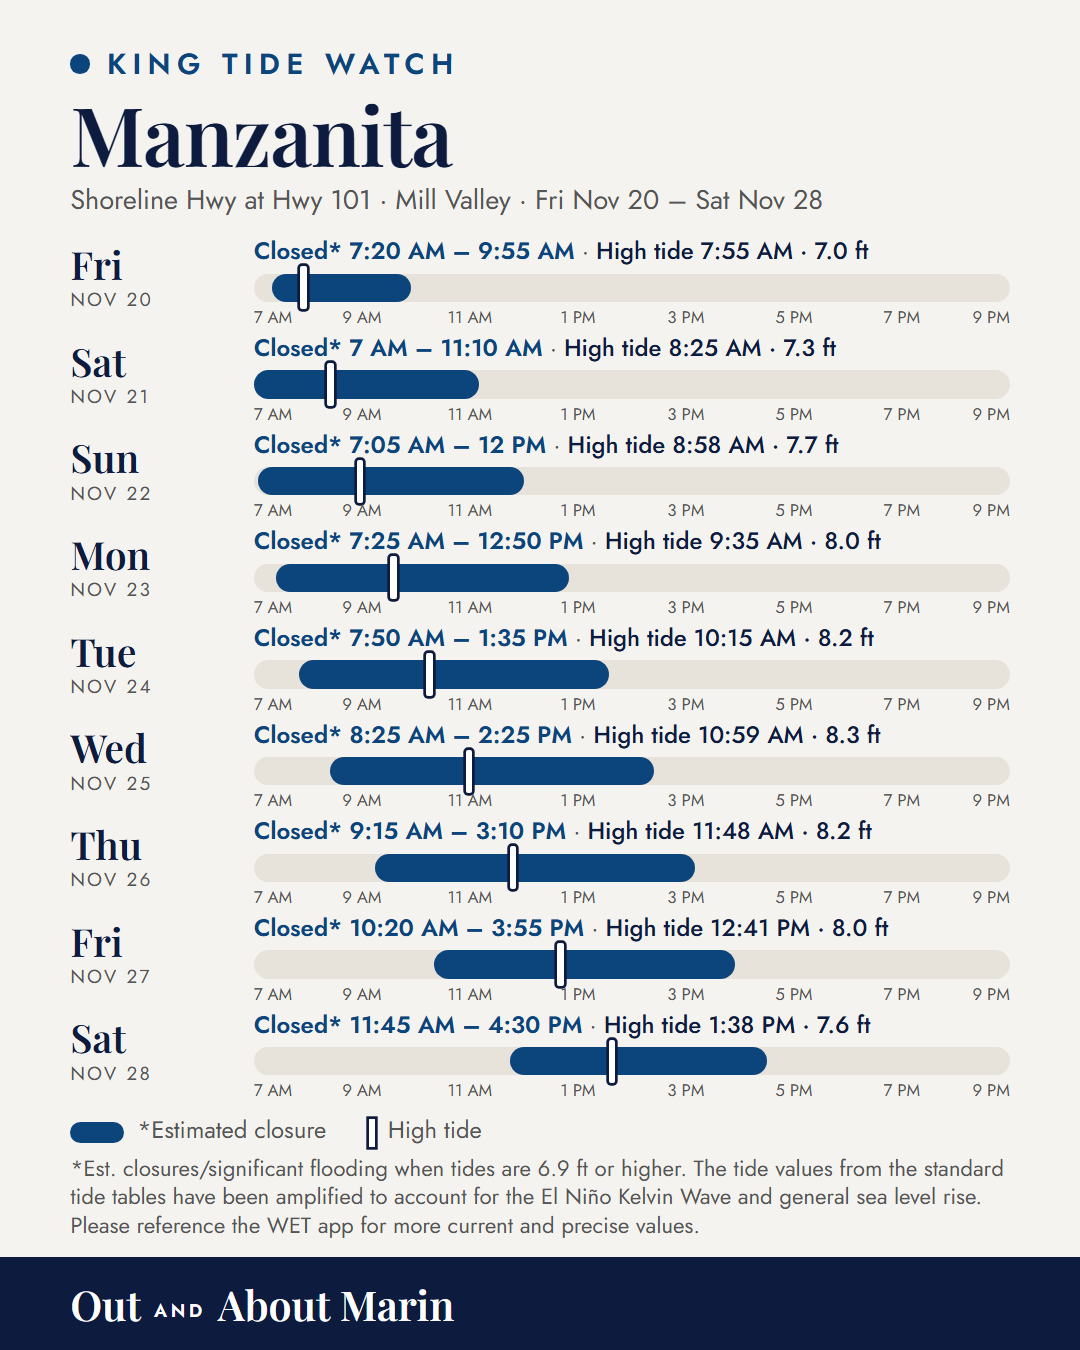 KING TIDE WATCH
Manzanita
Shoreline Hwy at Hwy 101 · Mill Valley · Fri Nov 20 – Sat Nov 28
Fri
NOV 20
Closed* 7:20 AM – 9:55 AM · High tide 7:55 AM · 7.0 ft
7 AM 9 AM 11 AM 1 PM 3 PM 5 PM 7 PM 9 PM
Sat
NOV 21
Closed* 7 AM – 11:10 AM · High tide 8:25 AM · 7.3 ft
7 AM 9 AM 11 AM 1 PM 3 PM 5 PM 7 PM 9 PM
Sun
NOV 22
Closed* 7:05 AM – 12 PM · High tide 8:58 AM · 7.7 ft
7 AM 9 AM 11 AM 1 PM 3 PM 5 PM 7 PM 9 PM
Mon
NOV 23
Closed* 7:25 AM – 12:50 PM · High tide 9:35 AM · 8.0 ft
7 AM 9 AM 11 AM 1 PM 3 PM 5 PM 7 PM 9 PM
Tue
NOV 24
Closed* 7:50 AM – 1:35 PM · High tide 10:15 AM · 8.2 ft
7 AM 9 AM 11 AM 1 PM 3 PM 5 PM 7 PM 9 PM
Wed
NOV 25
Closed* 8:25 AM – 2:25 PM · High tide 10:59 AM · 8.3 ft
7 AM 9 AM 11 AM 1 PM 3 PM 5 PM 7 PM 9 PM
Thu
NOV 26
Closed* 9:15 AM – 3:10 PM · High tide 11:48 AM · 8.2 ft
7 AM 9 AM 11 AM 1 PM 3 PM 5 PM 7 PM 9 PM
Fri
NOV 27
Closed* 10:20 AM – 3:55 PM · High tide 12:41 PM · 8.0 ft
7 AM 9 AM 11 AM 1 PM 3 PM 5 PM 7 PM 9 PM
Sat
NOV 28
Closed* 11:45 AM – 4:30 PM · High tide 1:38 PM · 7.6 ft
7 AM 9 AM 11 AM 1 PM 3 PM 5 PM 7 PM 9 PM
*Estimated closure High tide
*Est. closures/significant flooding when tides are 6.9 ft or higher. The tide values from the standard
tide tables have been amplified to account for the El Niño Kelvin Wave and general sea level rise.
Please reference the WET app for more current and precise values.
Out AND About Marin